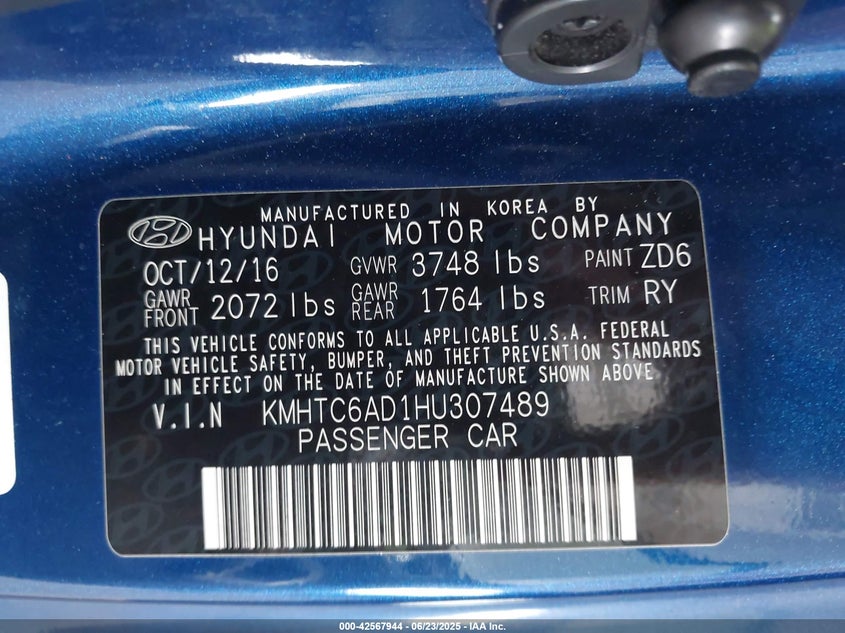 MANUFACTURED IN KOREA BY
HYUNDAI MOTOR COMPANY
OCT/12/16 GVWR 3748 lbs PAINT ZD6
GAWR FRONT 2072 lbs GAWR REAR 1764 lbs TRIM RY
THIS VEHICLE CONFORMS TO ALL APPLICABLE U.S.A. FEDERAL
MOTOR VEHICLE SAFETY, BUMPER, AND THEFT PREVENTION STANDARDS
IN EFFECT ON THE DATE OF MANUFACTURE SHOWN ABOVE.
V.I.N KMHTC6AD1HU307489
PASSENGER CAR
000-42567944 - 06/23/2025 - IAA Inc.